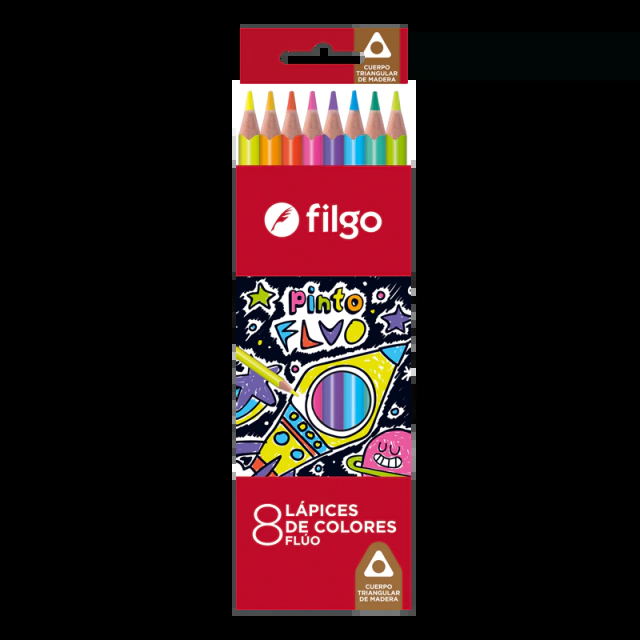 CUERPO
TRIANGULAR
DE MADERA
filgo
pinto
FLUO
8 LÁPICES
DE COLORES
FLÚO
CUERPO
TRIANGULAR
DE MADERA